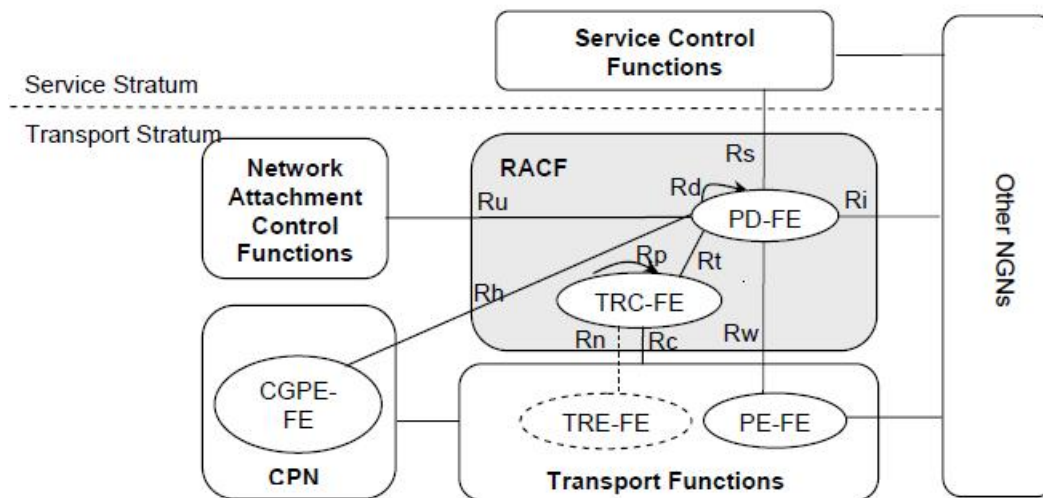 Service Control
Functions
Service Stratum
Transport Stratum
Network
Attachment
Control
Functions
RACF
Rs
Rd
Ru
PD-FE
Ri
Other NGNs
Rp
Rt
Rh
TRC-FE
Rn
Rc
Rw
CGPE-
FE
TRE-FE
PE-FE
CPN
Transport Functions